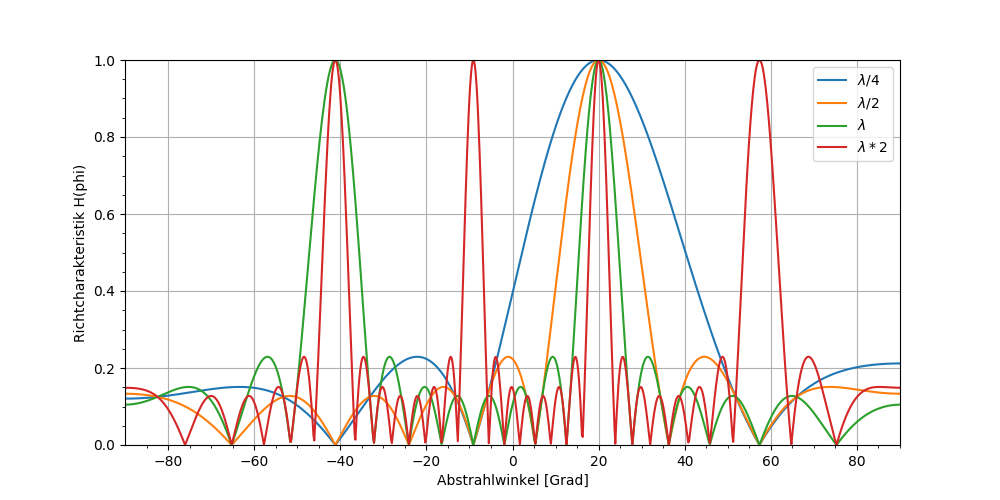 1.0
0.8
0.6
0.4
0.2
0.0
Richtcharakteristik H(phi)
λ/4
λ/2
λ
λ * 2
−80 −60 −40 −20 0 20 40 60 80
Abstrahlwinkel [Grad]